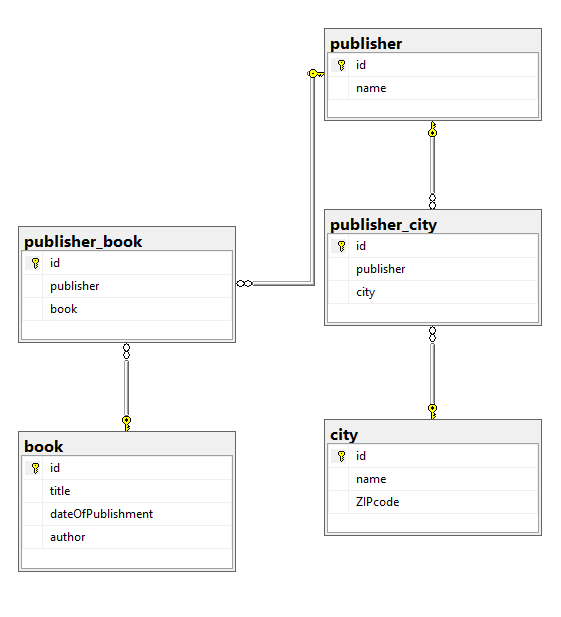 publisher
id
name
publisher_city
id
publisher
city
publisher_book
id
publisher
book
city
id
name
ZIPcode
book
id
title
dateOfPublishment
author